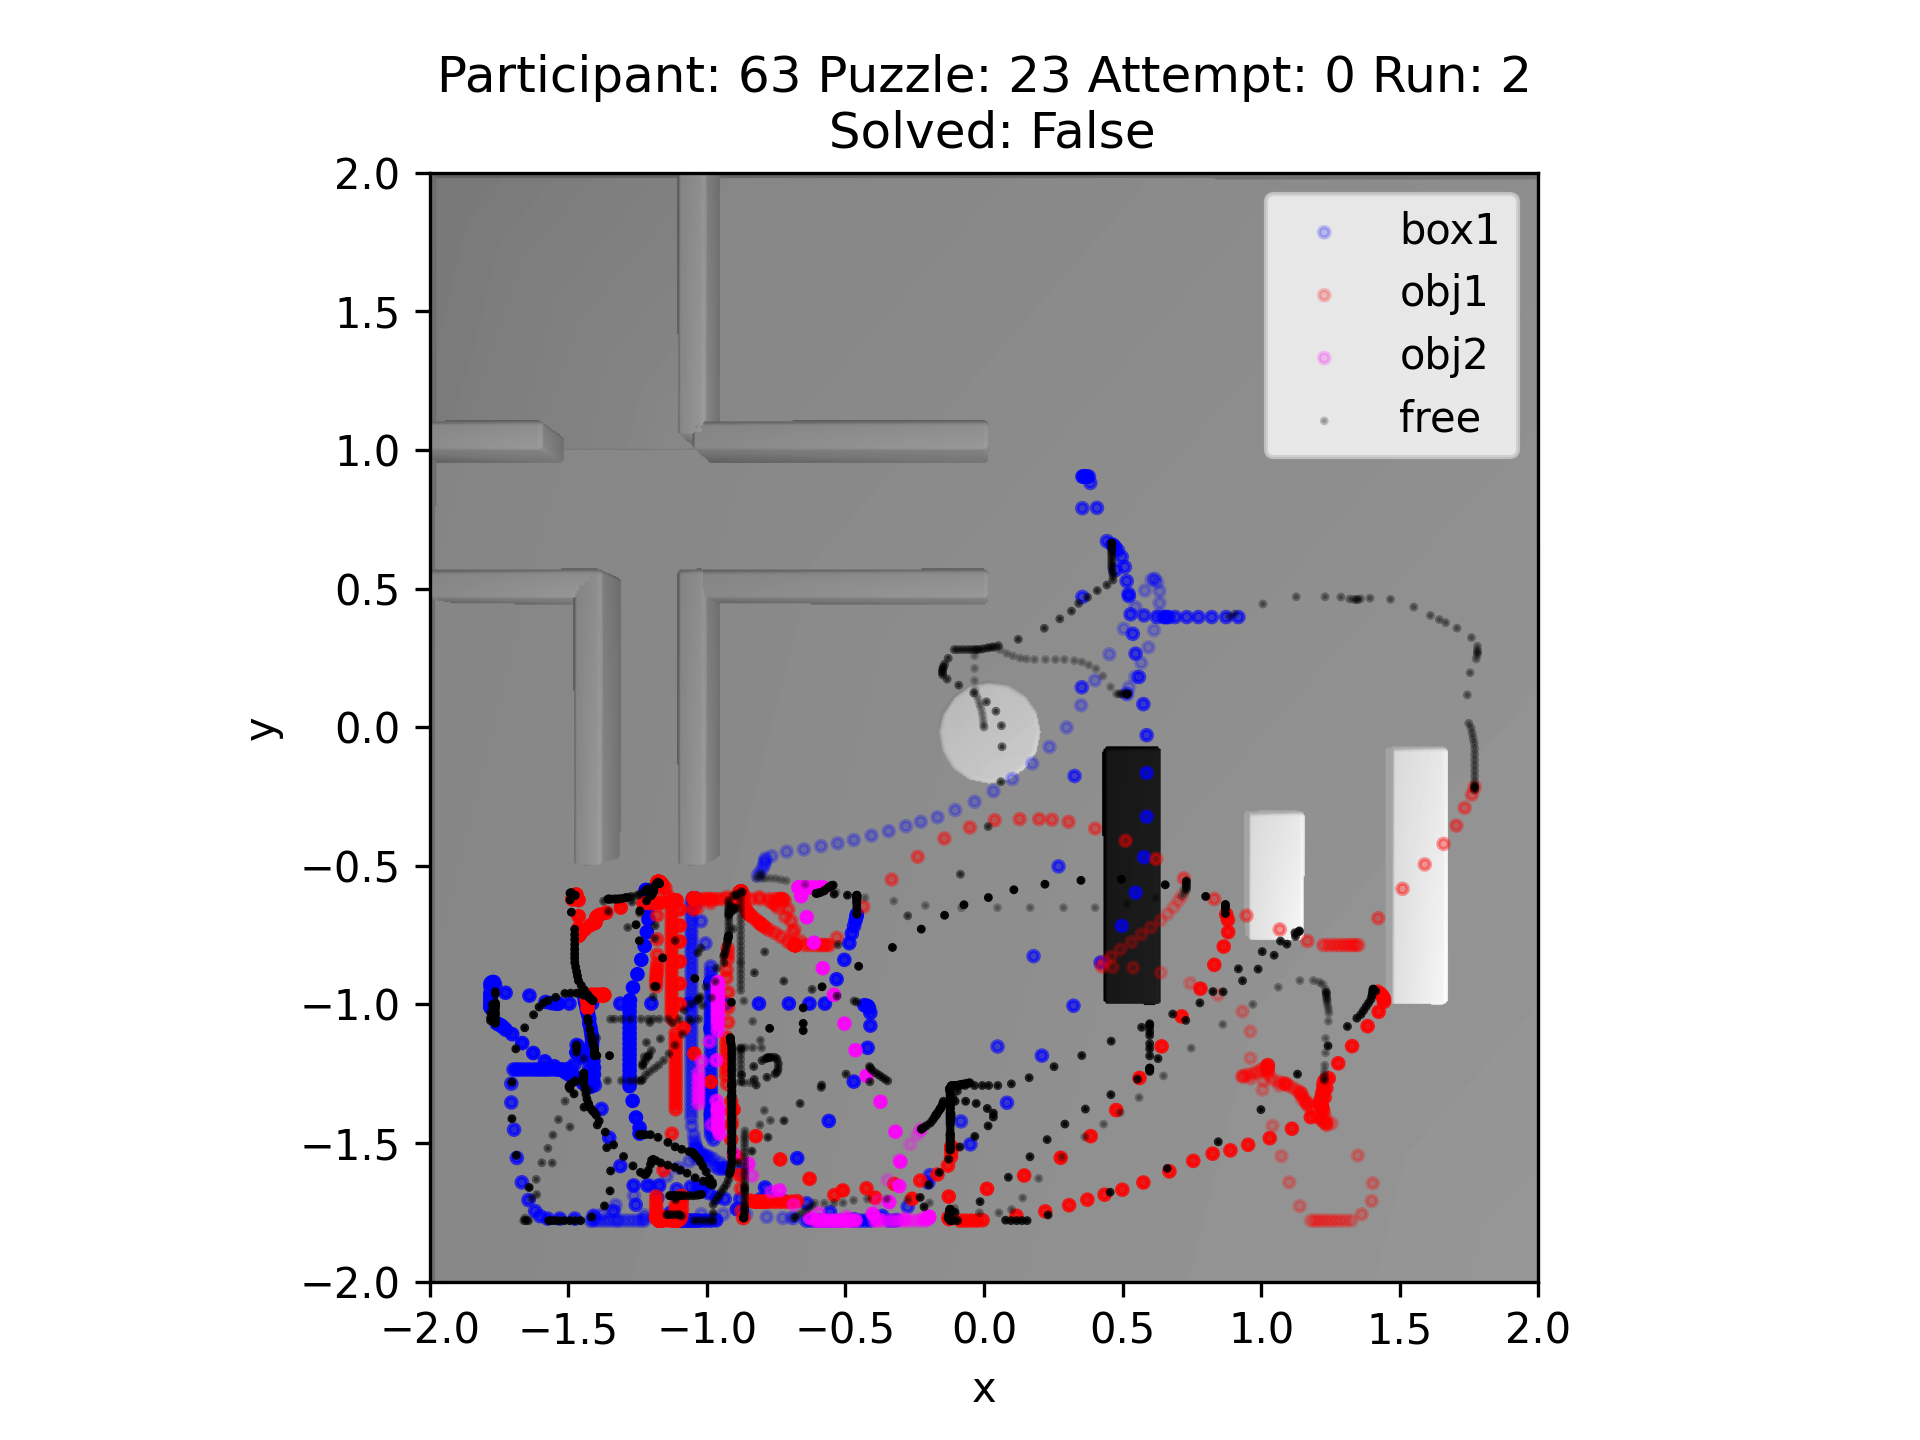 Participant: 63 Puzzle: 23 Attempt: 0 Run: 2
Solved: False
2.0
1.5
1.0
0.5
0.0
−0.5
−1.0
−1.5
−2.0
y
box1
obj1
obj2
free
−2.0 −1.5 −1.0 −0.5 0.0 0.5 1.0 1.5 2.0
x